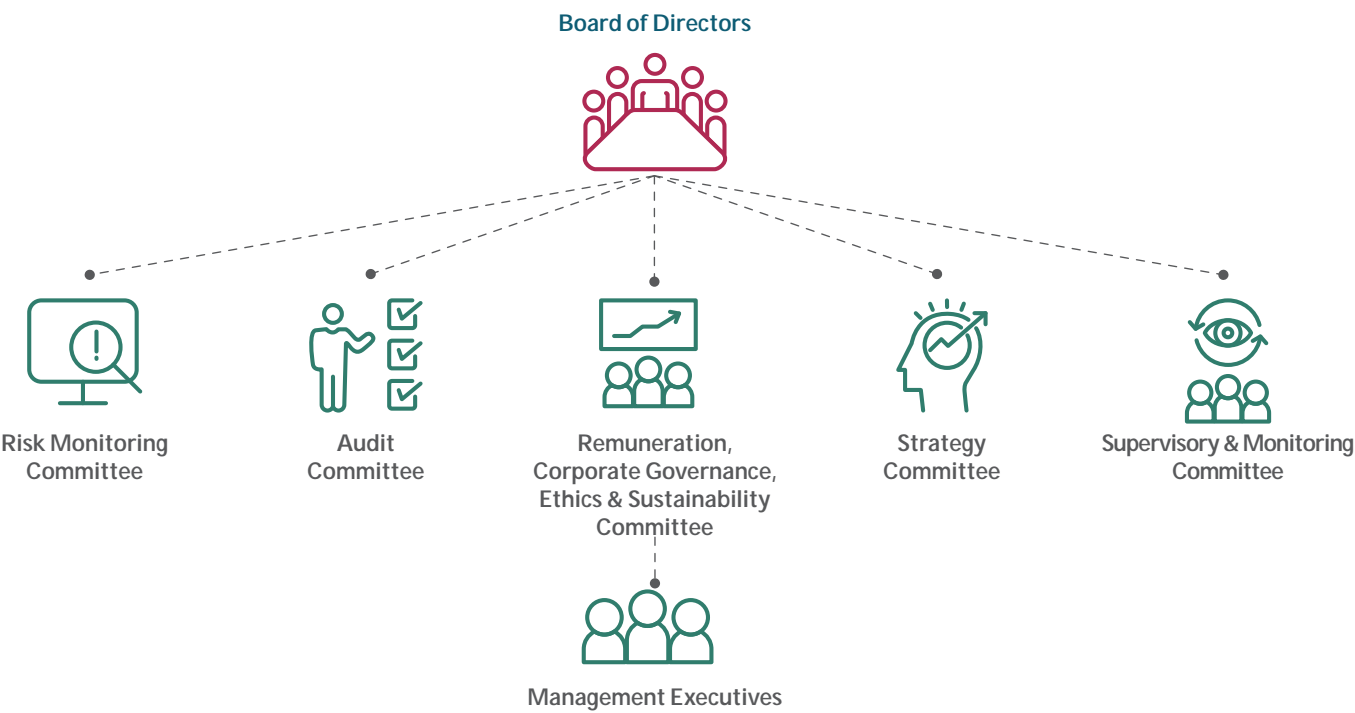 Board of Directors
Risk Monitoring
Committee
Audit
Committee
Remuneration,
Corporate Governance,
Ethics & Sustainability
Committee
Strategy
Committee
Supervisory & Monitoring
Committee
Management Executives